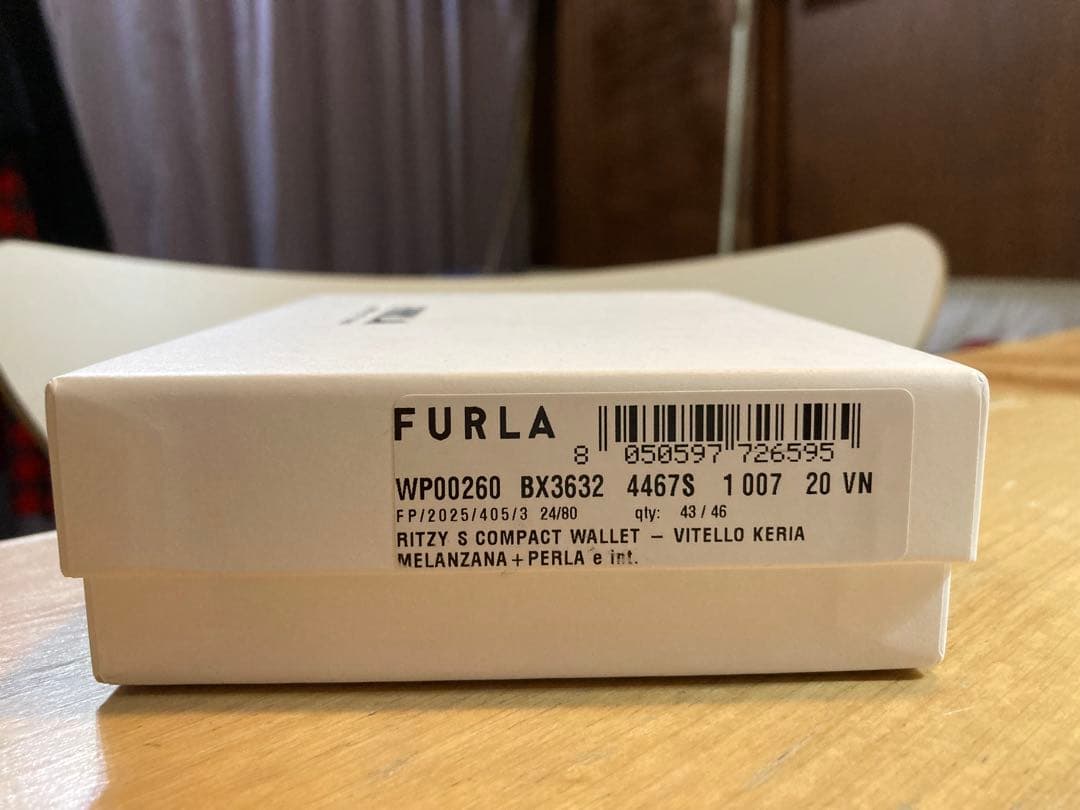 FURLA
8 050597 726595
WP00260 BX3632 4467S 1 007 20 VN
FP/2025/405/3 24/80 qty: 43 / 46
RITZY S COMPACT WALLET – VITELLO KERIA
MELANZANA+PERLA e int.